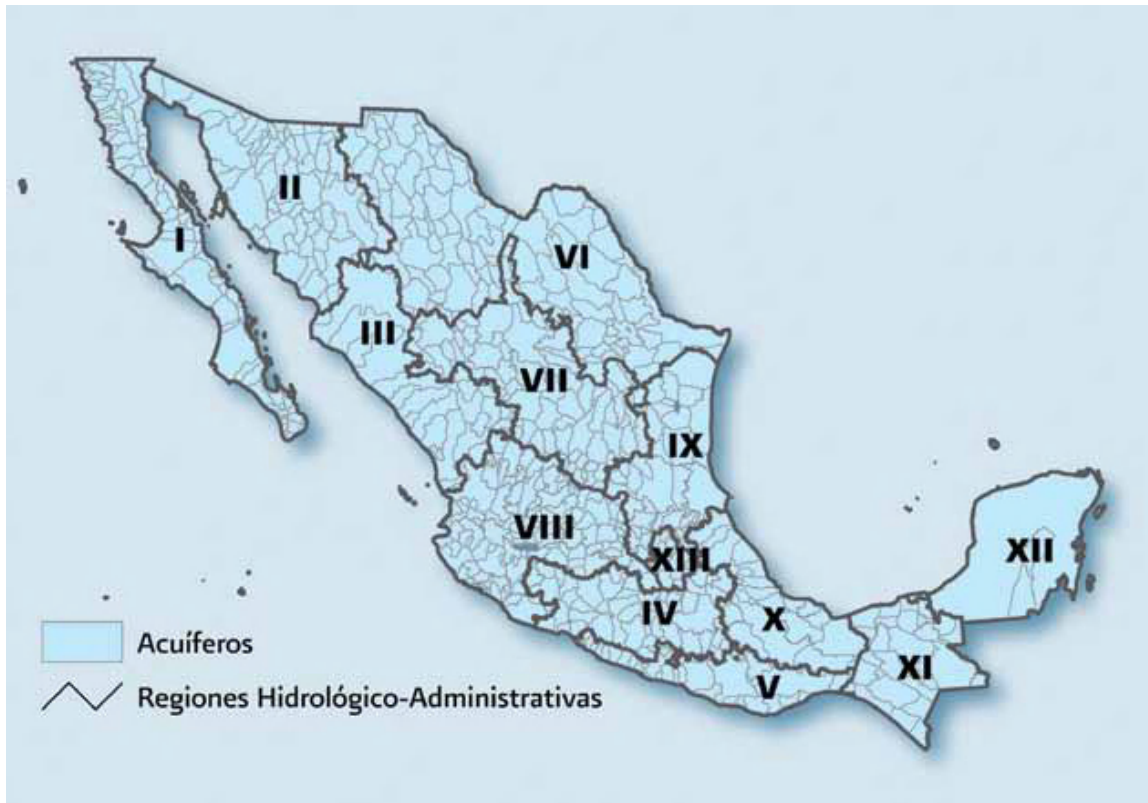 II
I
VI
III
VII
IX
VIII
XIII
XII
IV
X
XI
V
Acuíferos
Regiones Hidrológico-Administrativas